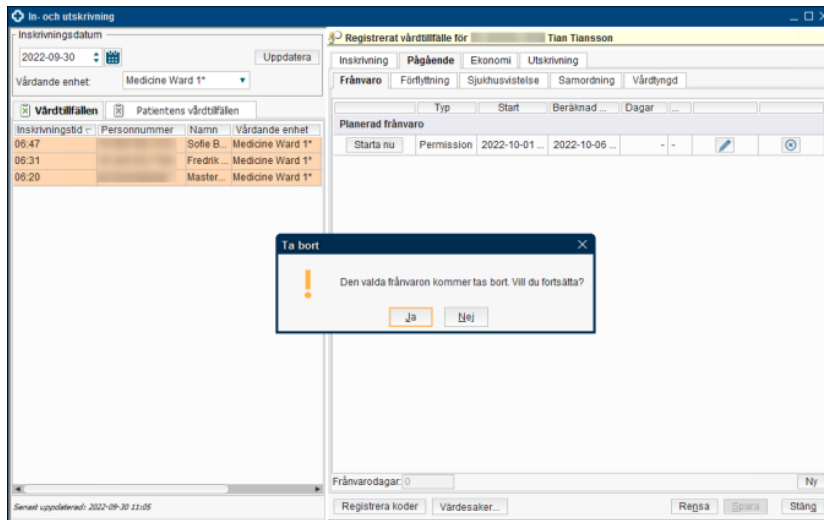 In- och utskrivning
Inskrivningsdatum
2022-09-30
Uppdatera
Vårdande enhet:
Medicine Ward 1*
Vårdtillfällen
Patientens vårdtillfälen
Inskrivningstid Personnummer Namn Vårdande enhet
06:47 Sofie B... Medicine Ward 1*
06:31 Fredrik ... Medicine Ward 1*
06:20 Master... Medicine Ward 1*
Senast uppdaterad: 2022-09-30 11:05
Registrerat vårdtillfälle för Tian Tiansson
Inskrivning Pågående Ekonomi Utskrivning
Frånvaro Förflyttning Sjukhusvistelse Samordning Vårdtyngd
Typ Start Beräknad ... Dagar ...
Planerad frånvaro
Starta nu Permission 2022-10-01 ... 2022-10-06 ... - -
Ta bort
Den valda frånvaron kommer tas bort. Vill du fortsätta?
Ja Nej
Frånvarodagar: 0
Ny
Registrera koder Värdesaker... Rensa Spara Stäng